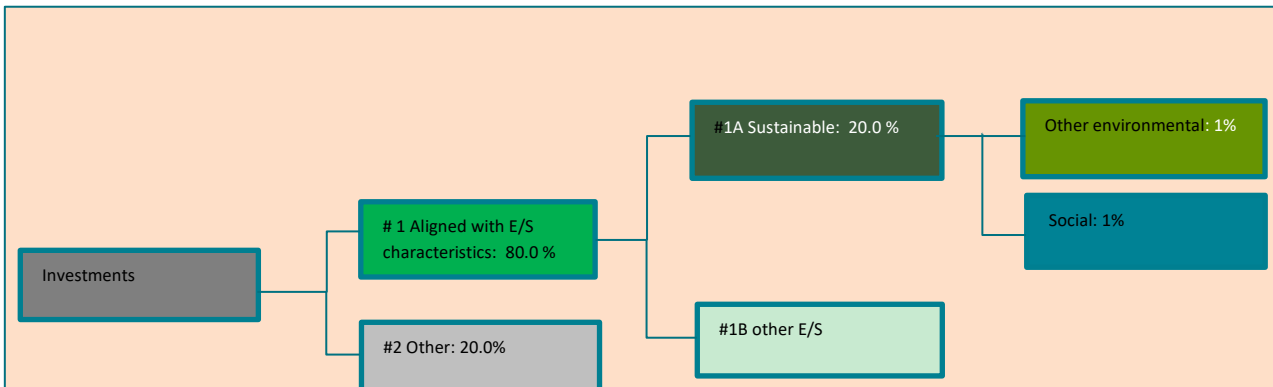 #1A Sustainable: 20.0 %
Other environmental: 1%
# 1 Aligned with E/S
characteristics: 80.0 %
Social: 1%
Investments
#2 Other: 20.0%
#1B other E/S